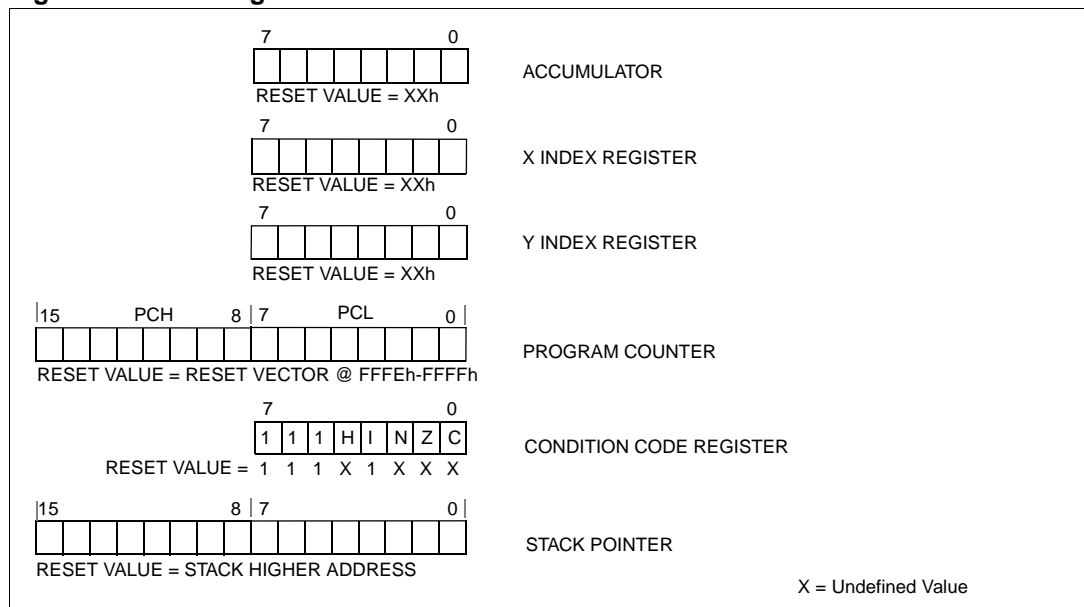 7 0
ACCUMULATOR
RESET VALUE = XXh
7 0
X INDEX REGISTER
RESET VALUE = XXh
7 0
Y INDEX REGISTER
RESET VALUE = XXh
15 PCH 8 7 PCL 0
PROGRAM COUNTER
RESET VALUE = RESET VECTOR @ FFFEh-FFFFh
7 0
1 1 1 H I N Z C
CONDITION CODE REGISTER
RESET VALUE = 1 1 1 X 1 X X X
15 8 7 0
STACK POINTER
RESET VALUE = STACK HIGHER ADDRESS
X = Undefined Value